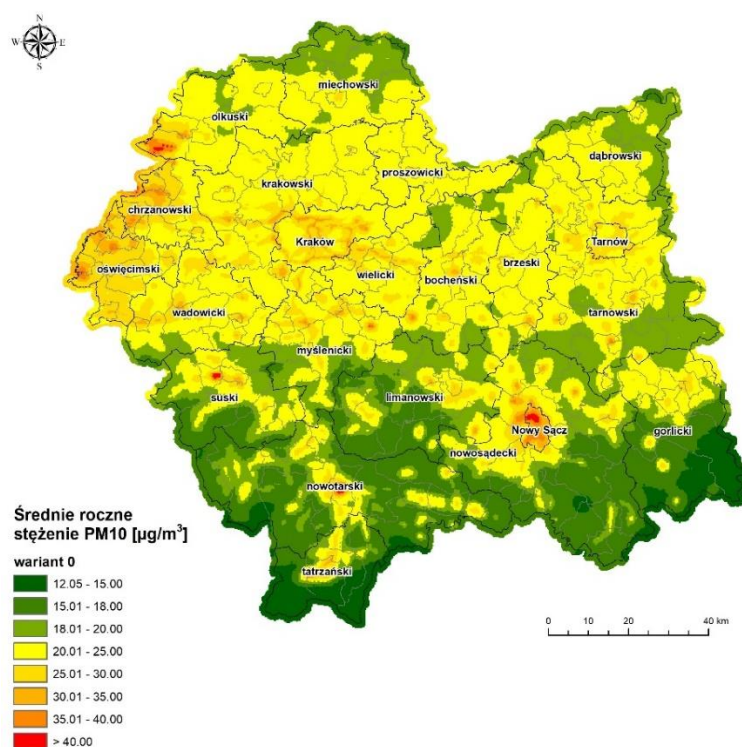 N
W E
S
miechowski
olkuski
dąbrowski
proszowicki
krakowski
chrzanowski
Kraków
Tarnów
oświęcimski
wielicki
bocheński
brzeski
wadowicki
tarnowski
myślenicki
suski
limanowski
Nowy Sącz
gorlicki
nowosądecki
nowotarski
tatrzański
Średnie roczne
stężenie PM10 [µg/m³]
wariant 0
12.05 - 15.00
15.01 - 18.00
18.01 - 20.00
20.01 - 25.00
25.01 - 30.00
30.01 - 35.00
35.01 - 40.00
> 40.00
0 10 20 40 km